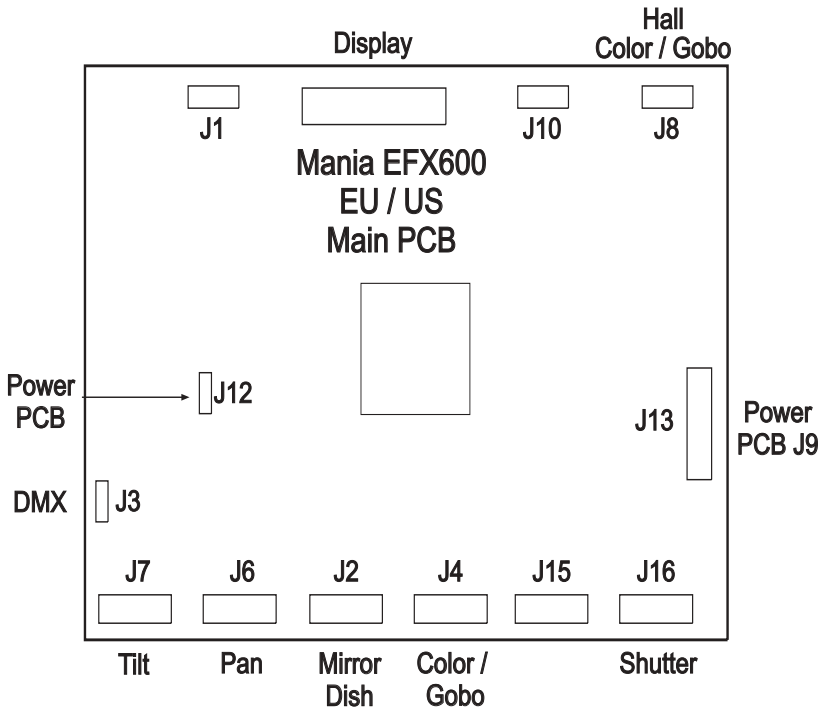 Hall
Display
Color / Gobo
J1
J10
J8
Mania EFX600
EU / US
Main PCB
Power
PCB
J12
J13
Power
PCB J9
DMX
J3
J7
J6
J2
J4
J15
J16
Tilt
Pan
Mirror
Dish
Color /
Gobo
Shutter